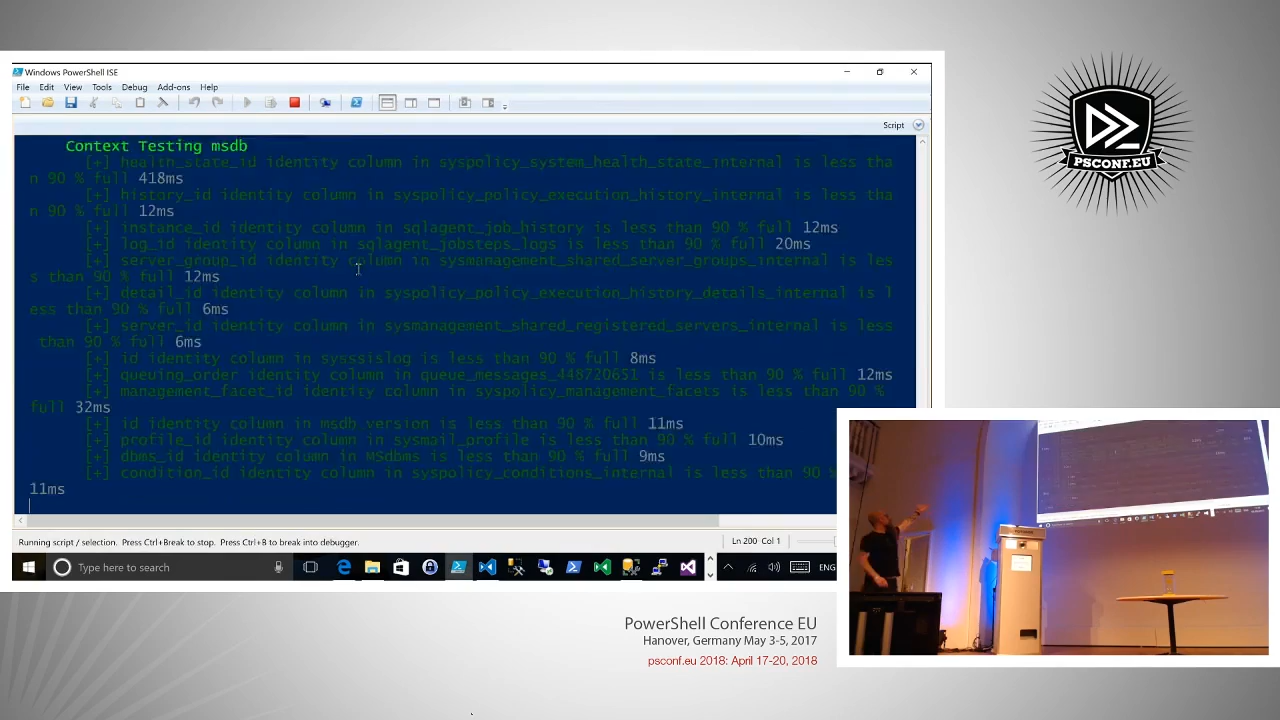 Windows PowerShell ISE
File Edit View Tools Debug Add-ons Help
Script
Context Testing msdb
[+] health_state_id identity column in syspolicy_system_health_state_internal is less tha
n 90 % full 418ms
[+] history_id identity column in syspolicy_policy_execution_history_internal is less tha
n 90 % full 12ms
[+] instance_id identity column in sqlagent_job_history is less than 90 % full 12ms
[+] log_id identity column in sqlagent_jobsteps_logs is less than 90 % full 20ms
[+] server_group_id identity column in sysmanagement_shared_server_groups_internal is les
s than 90 % full 12ms
[+] detail_id identity column in syspolicy_policy_execution_history_details_internal is l
ess than 90 % full 6ms
[+] server_id identity column in sysmanagement_shared_registered_servers_internal is less
than 90 % full 6ms
[+] id identity column in sysssislog is less than 90 % full 8ms
[+] queuing_order identity column in queue_messages_448720651 is less than 90 % full 12ms
[+] management_facet_id identity column in syspolicy_management_facets is less than 90 %
full 32ms
[+] id identity column in msdb_version is less than 90 % full 11ms
[+] profile_id identity column in sysmail_profile is less than 90 % full 10ms
[+] dbms_id identity column in MSdbms is less than 90 % full 9ms
[+] condition_id identity column in syspolicy_conditions_internal is less than 90 %
11ms
Running script / selection. Press Ctrl+Break to stop. Press Ctrl+B to break into debugger.
Ln 200 Col 1
Type here to search
ENG
PSCONF.EU
PowerShell Conference EU
Hanover, Germany May 3-5, 2017
psconf.eu 2018: April 17-20, 2018